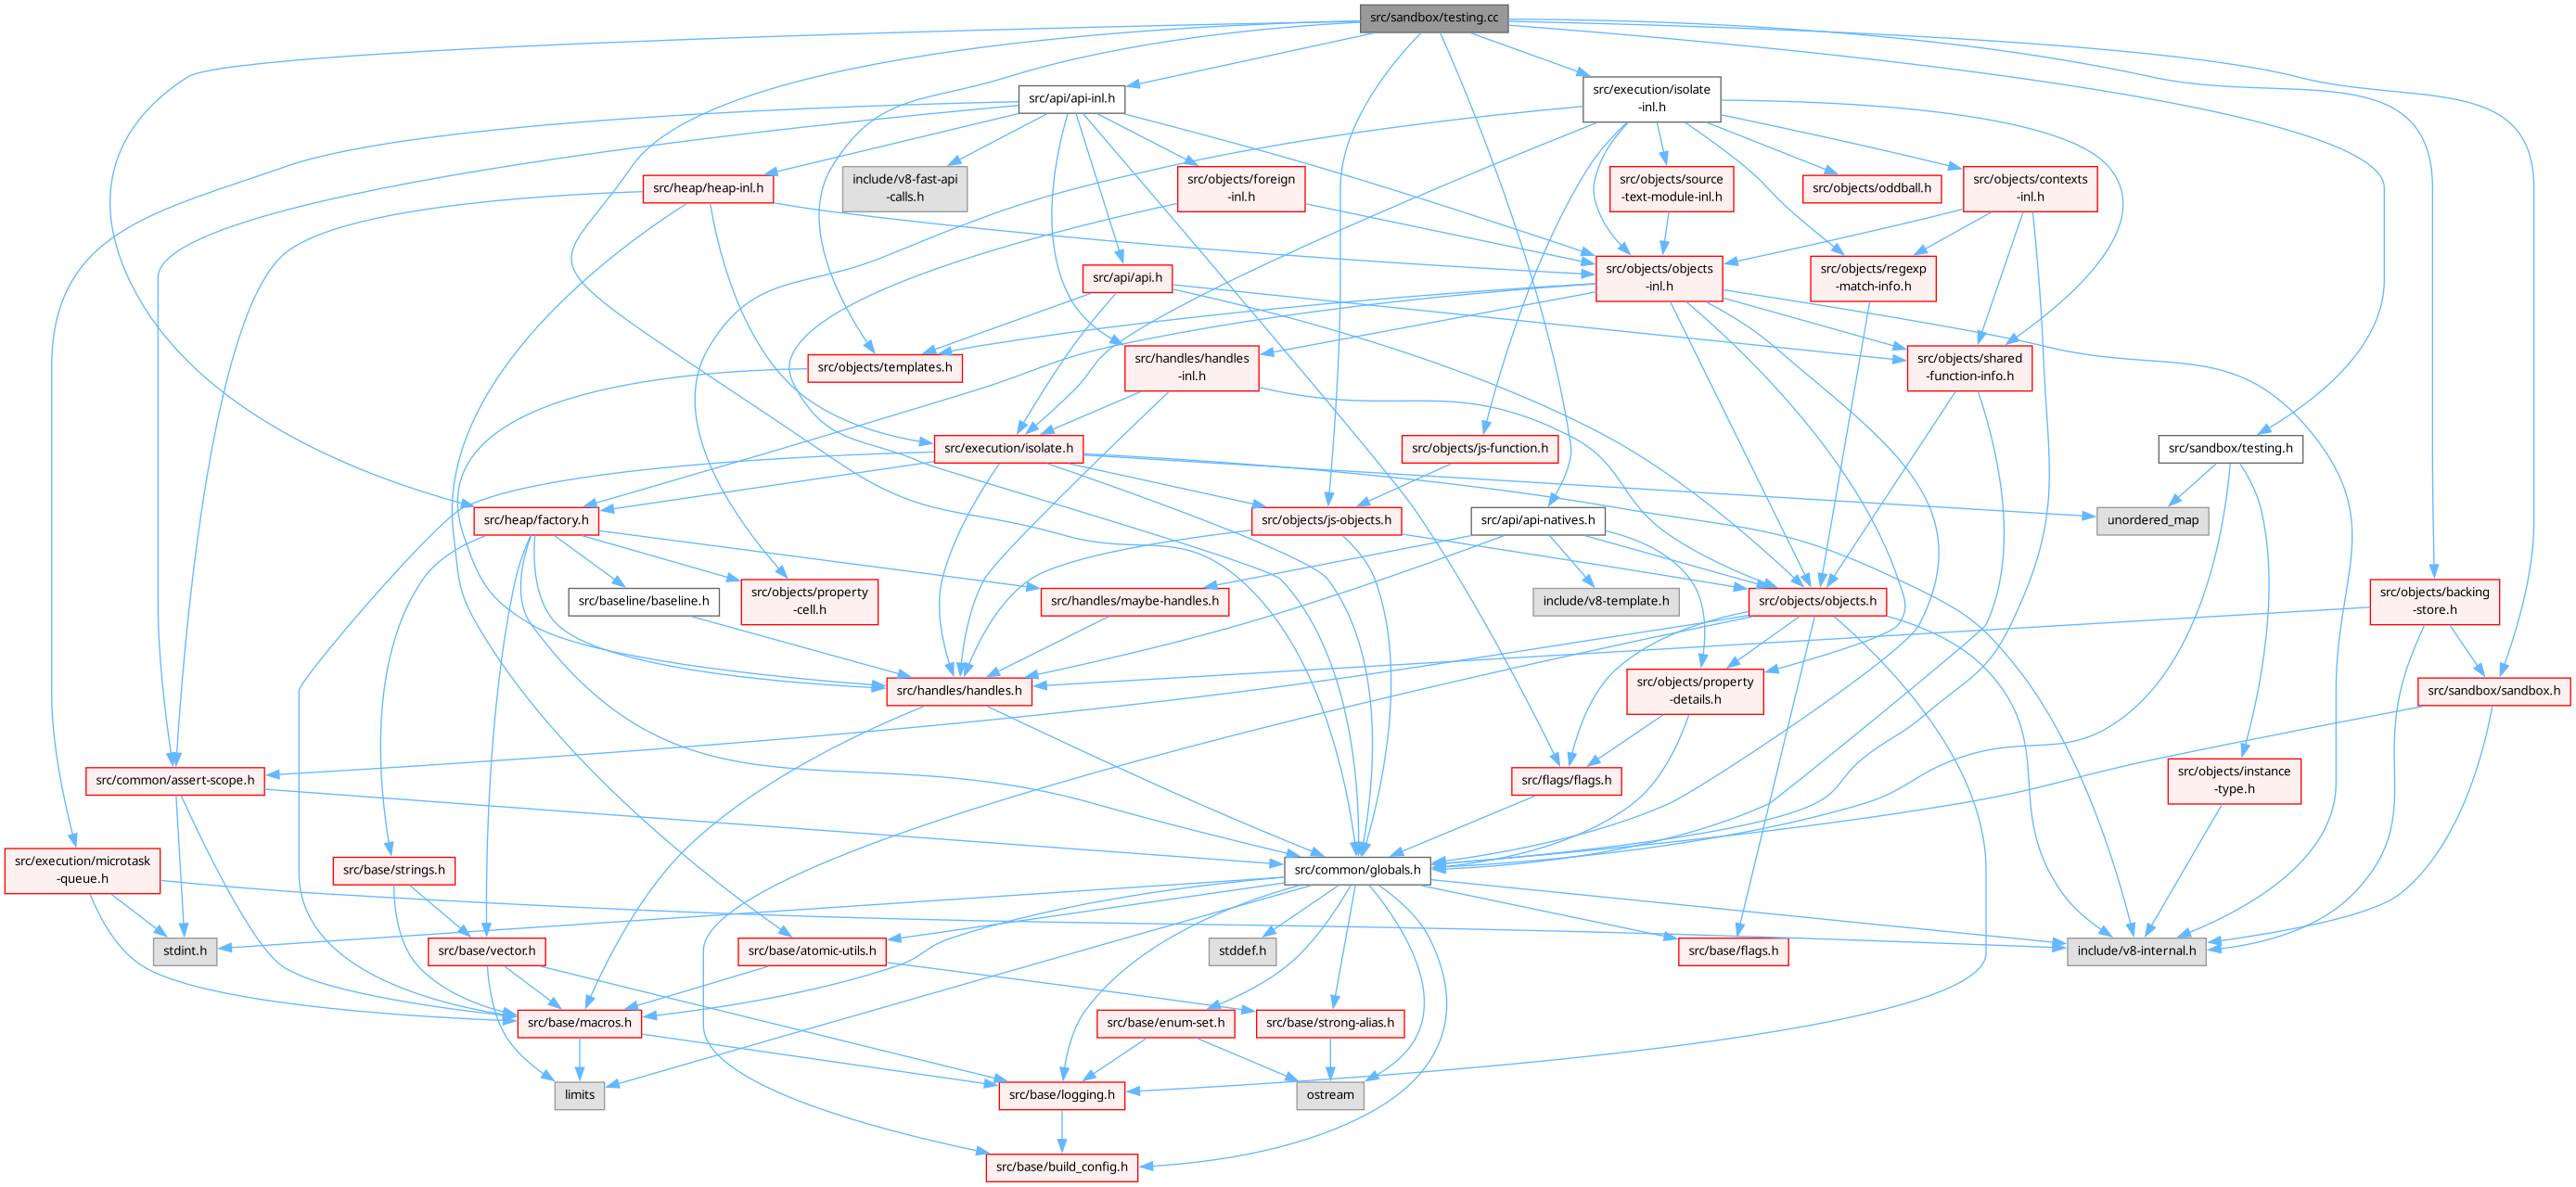 src/sandbox/testing.cc
src/api/api-inl.h
src/execution/isolate
-inl.h
src/heap/heap-inl.h
include/v8-fast-api
-calls.h
src/objects/foreign
-inl.h
src/objects/source
-text-module-inl.h
src/objects/oddball.h
src/objects/contexts
-inl.h
src/api/api.h
src/objects/objects
-inl.h
src/objects/regexp
-match-info.h
src/objects/templates.h
src/handles/handles
-inl.h
src/objects/shared
-function-info.h
src/execution/isolate.h
src/objects/js-function.h
src/sandbox/testing.h
src/heap/factory.h
src/objects/js-objects.h
src/api/api-natives.h
unordered_map
src/baseline/baseline.h
src/objects/property
-cell.h
src/handles/maybe-handles.h
include/v8-template.h
src/objects/objects.h
src/objects/backing
-store.h
src/handles/handles.h
src/objects/property
-details.h
src/sandbox/sandbox.h
src/common/assert-scope.h
src/flags/flags.h
src/objects/instance
-type.h
src/execution/microtask
-queue.h
src/base/strings.h
src/common/globals.h
stdint.h
src/base/vector.h
src/base/atomic-utils.h
stddef.h
src/base/flags.h
include/v8-internal.h
src/base/macros.h
src/base/enum-set.h
src/base/strong-alias.h
limits
src/base/logging.h
ostream
src/base/build_config.h